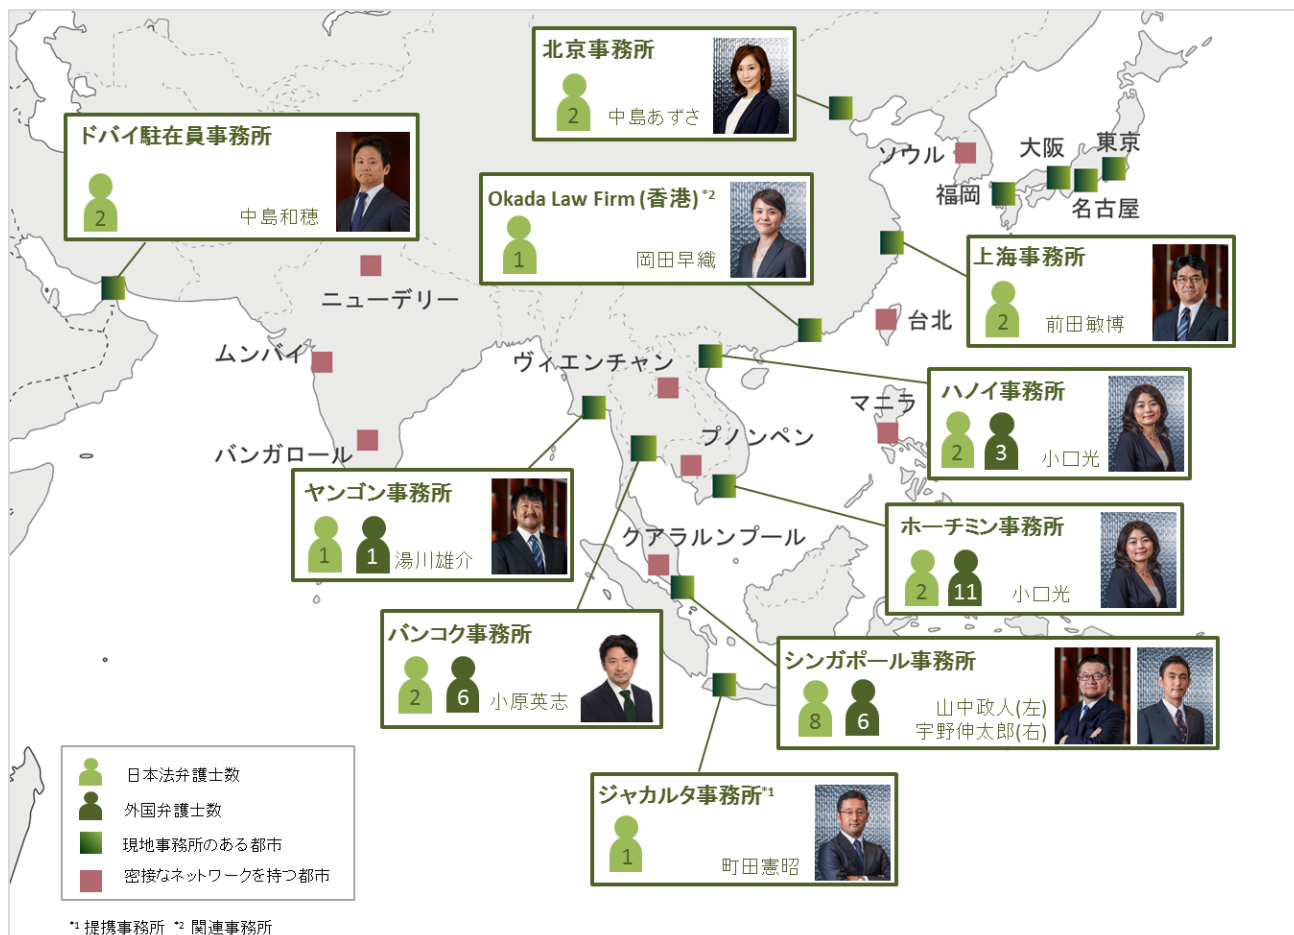 北京事務所
2
中島あずさ
ドバイ駐在員事務所
2
中島和穂
Okada Law Firm (香港) *2
1
岡田早織
ソウル
大阪
東京
福岡
名古屋
上海事務所
2
前田敏博
ニューデリー
ムンバイ
バンガロール
台北
ヴィエンチャン
マニラ
プノンペン
クアラルンプール
ハノイ事務所
2
3
小口光
ヤンゴン事務所
1
1
湯川雄介
ホーチミン事務所
2
11
小口光
バンコク事務所
2
6
小原英志
シンガポール事務所
8
6
山中政人(左)
宇野伸太郎(右)
ジャカルタ事務所*1
1
町田憲昭
日本法弁護士数
外国弁護士数
現地事務所のある都市
密接なネットワークを持つ都市
*1 提携事務所 *2 関連事務所